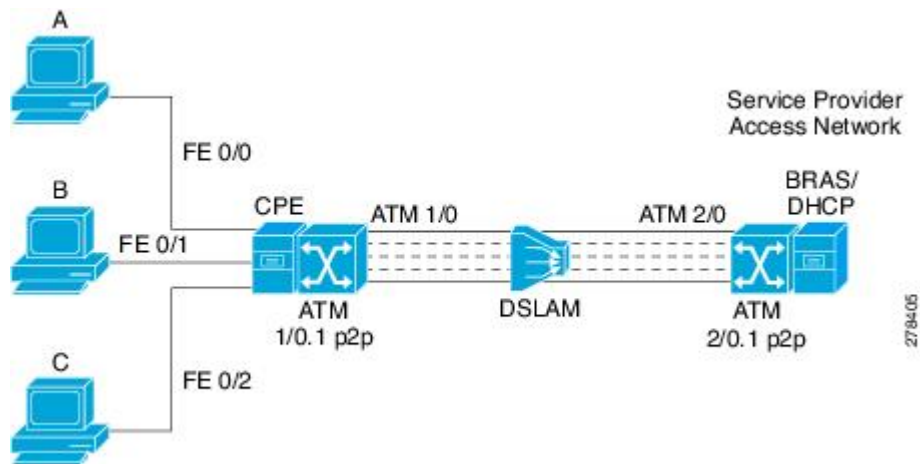 A
FE 0/0
B
FE 0/1
C
FE 0/2
CPE
ATM 1/0
ATM
1/0.1 p2p
DSLAM
Service Provider
Access Network
BRAS/
DHCP
ATM 2/0
ATM
2/0.1 p2p
278405